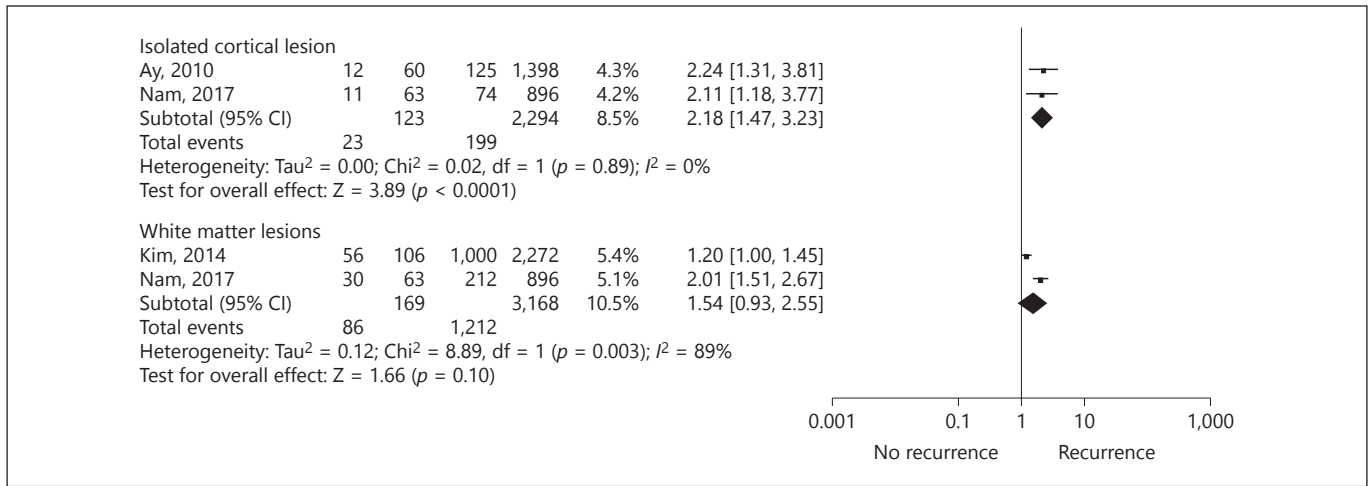 Isolated cortical lesion
Ay, 2010 12 60 125 1,398 4.3% 2.24 [1.31, 3.81]
Nam, 2017 11 63 74 896 4.2% 2.11 [1.18, 3.77]
Subtotal (95% CI) 123 2,294 8.5% 2.18 [1.47, 3.23]
Total events 23 199
Heterogeneity: Tau² = 0.00; Chi² = 0.02, df = 1 (p = 0.89); I² = 0%
Test for overall effect: Z = 3.89 (p < 0.0001)
White matter lesions
Kim, 2014 56 106 1,000 2,272 5.4% 1.20 [1.00, 1.45]
Nam, 2017 30 63 212 896 5.1% 2.01 [1.51, 2.67]
Subtotal (95% CI) 169 3,168 10.5% 1.54 [0.93, 2.55]
Total events 86 1,212
Heterogeneity: Tau² = 0.12; Chi² = 8.89, df = 1 (p = 0.003); I² = 89%
Test for overall effect: Z = 1.66 (p = 0.10)
0.001 0.1 1 10 1,000
No recurrence Recurrence